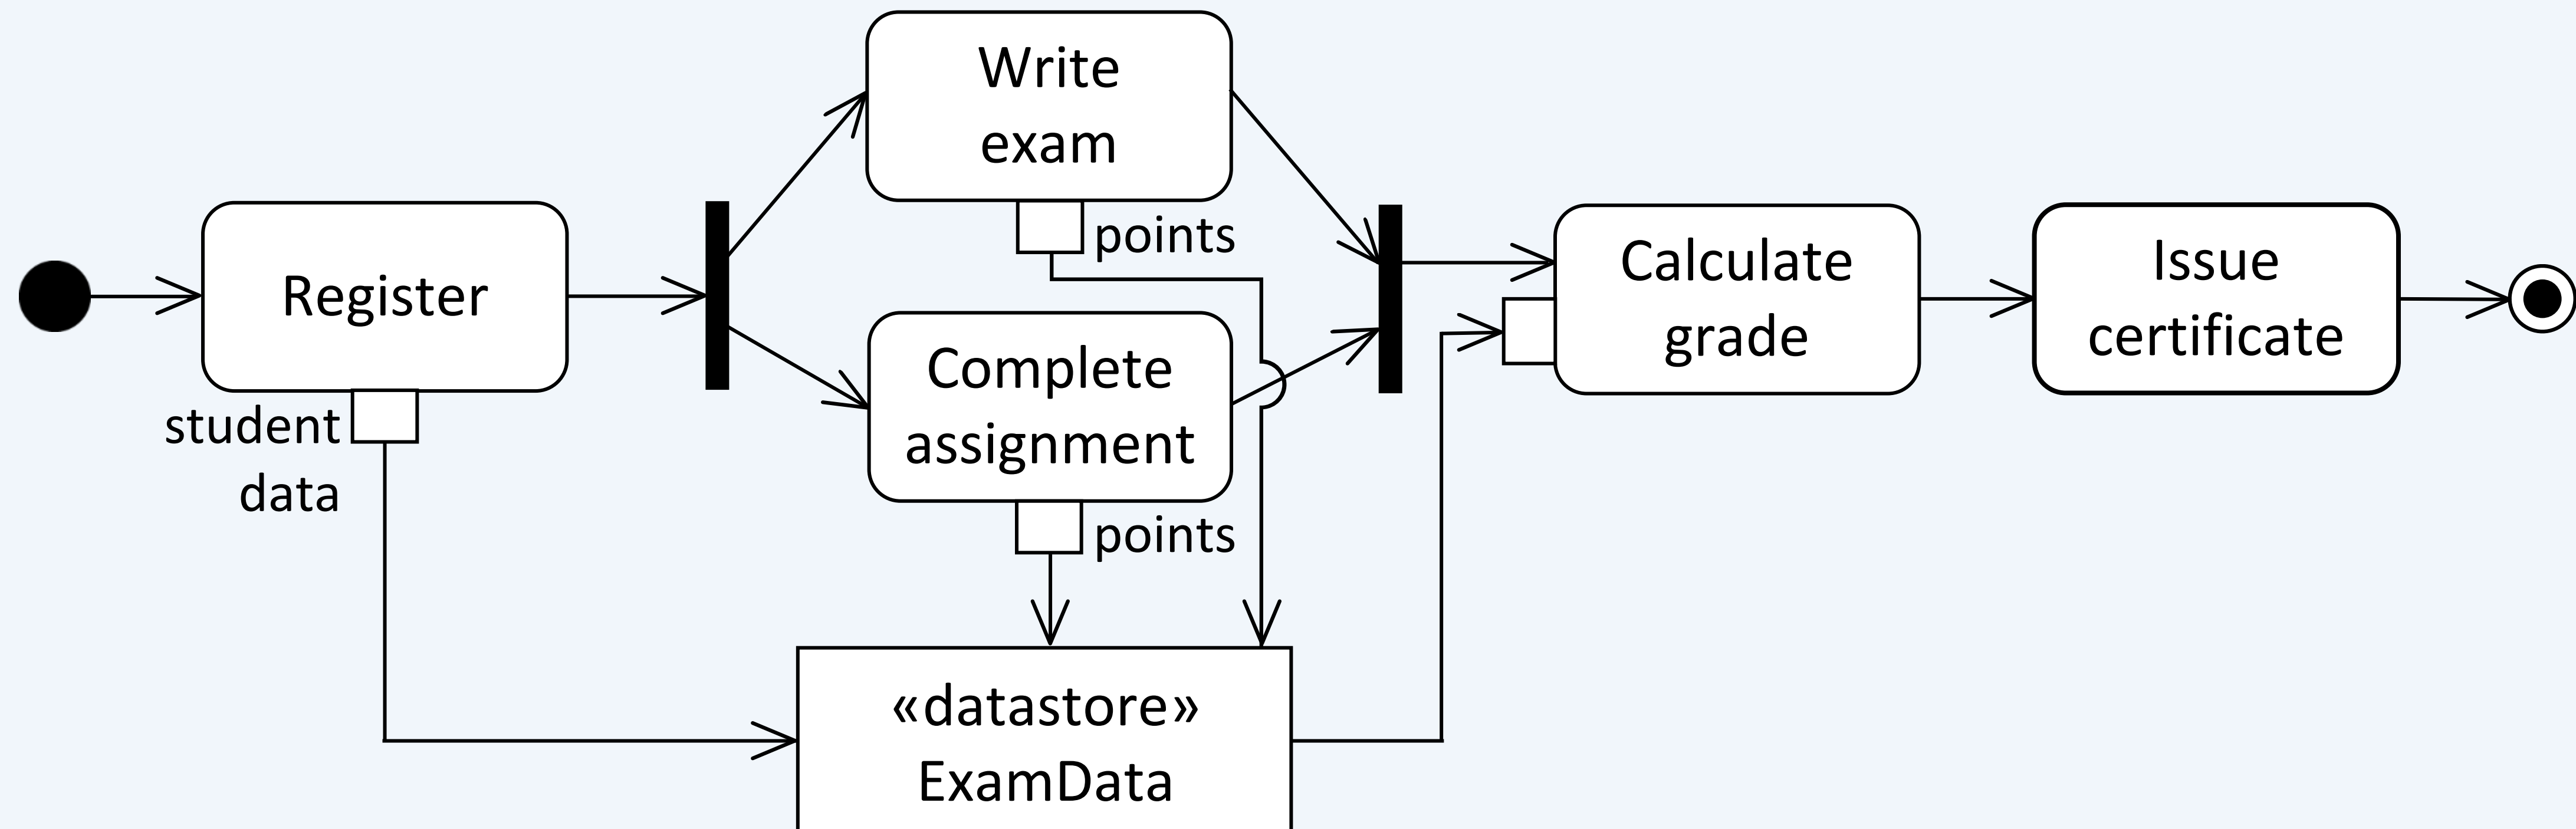 Write
exam
points
Register
student
data
Complete
assignment
points
Calculate
grade
Issue
certificate
«datastore»
ExamData